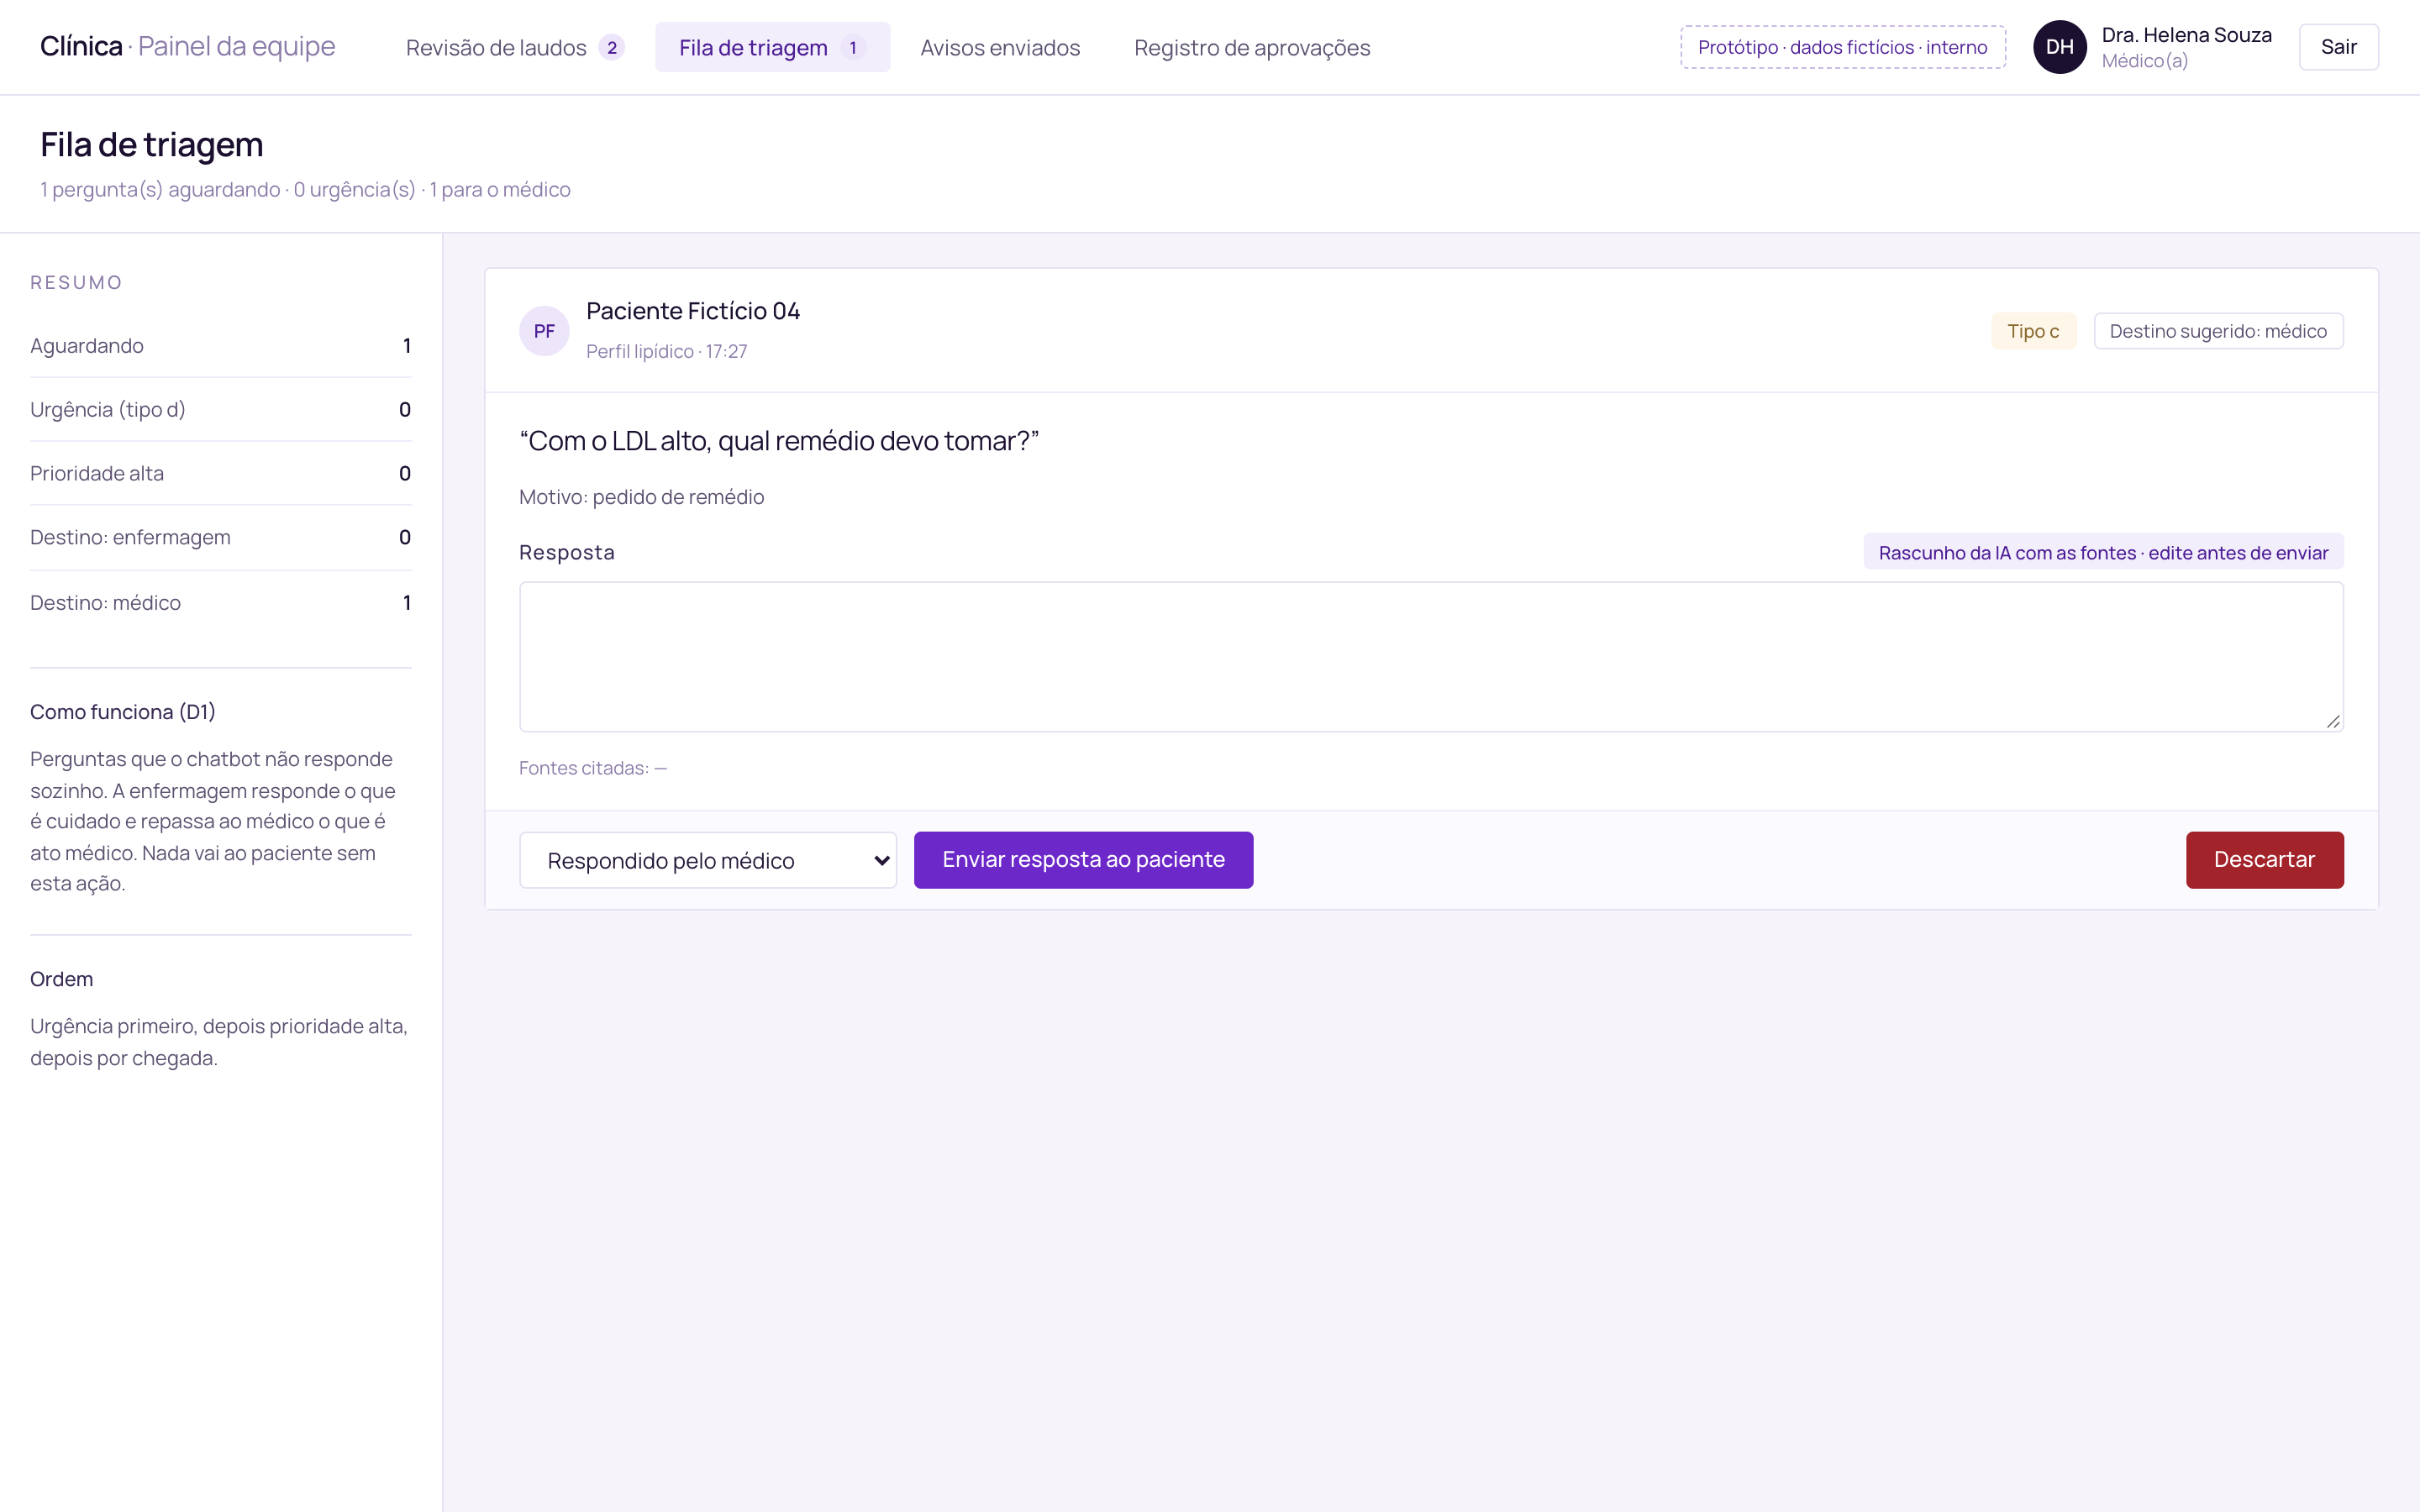 Clínica · Painel da equipe
Revisão de laudos 2
Fila de triagem 1
Avisos enviados
Registro de aprovações
Protótipo · dados fictícios · interno
DH
Dra. Helena Souza
Médico(a)
Sair
Fila de triagem
1 pergunta(s) aguardando · 0 urgência(s) · 1 para o médico
RESUMO
Aguardando 1
Urgência (tipo d) 0
Prioridade alta 0
Destino: enfermagem 0
Destino: médico 1
Como funciona (D1)
Perguntas que o chatbot não responde
sozinho. A enfermagem responde o que
é cuidado e repassa ao médico o que é
ato médico. Nada vai ao paciente sem
esta ação.
Ordem
Urgência primeiro, depois prioridade alta,
depois por chegada.
PF
Paciente Fictício 04
Perfil lipídico · 17:27
Tipo c
Destino sugerido: médico
“Com o LDL alto, qual remédio devo tomar?”
Motivo: pedido de remédio
Resposta
Rascunho da IA com as fontes · edite antes de enviar
Fontes citadas: —
Respondido pelo médico
Enviar resposta ao paciente
Descartar